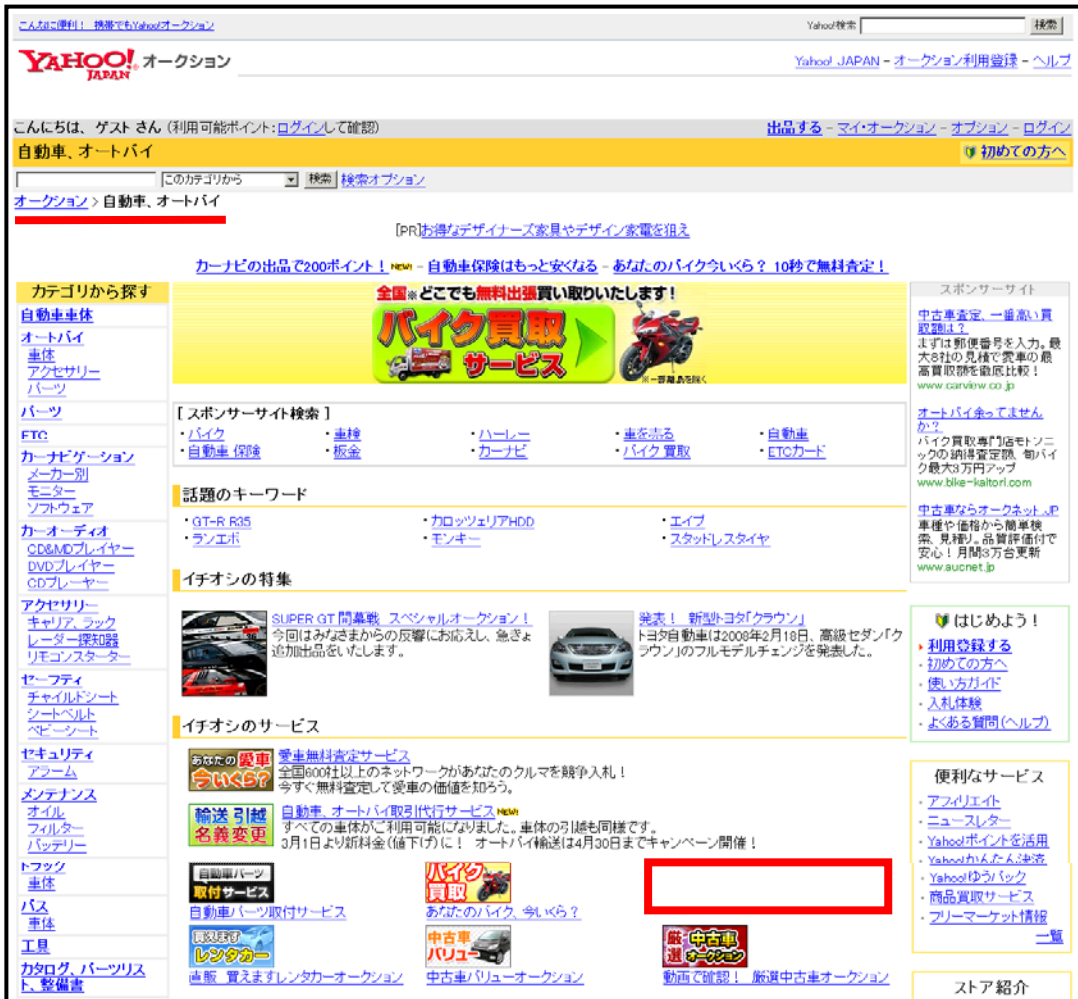 こんなに便利！ 携帯でもYahoo!オークション
Yahoo!検索
検索
YAHOO! JAPAN オークション
Yahoo! JAPAN - オークション利用登録 - ヘルプ
こんにちは、ゲスト さん (利用可能ポイント:ログインして確認)
出品する - マイ・オークション - オプション - ログイン
自動車、オートバイ
初めての方へ
このカテゴリから
検索
検索オプション
オークション > 自動車、オートバイ
[PR]お得なデザイナーズ家具やデザイン家電を狙え
カーナビの出品で200ポイント！ NEW! - 自動車保険はもっと安くなる - あなたのバイク今いくら？ 10秒で無料査定！
カテゴリから探す
自動車車体
オートバイ
車体
アクセサリー
パーツ
パーツ
ETC
カーナビゲーション
メーカー別
モニター
ソフトウェア
カーオーディオ
CD&MDプレイヤー
DVDプレイヤー
CDプレーヤー
アクセサリー
キャリア、ラック
レーダー探知器
リモコンスターター
セーフティ
チャイルドシート
シートベルト
ベビーシート
セキュリティ
アラーム
メンテナンス
オイル
フィルター
バッテリー
トラック
車体
バス
車体
工具
カタログ、パーツリスト、整備書
全国※どこでも無料出張買い取りいたします！
バイク買取
サービス
※一部離島を除く
[ スポンサーサイト検索 ]
・バイク ・車検 ・ハーレー ・車を売る ・自動車
・自動車 保険 ・板金 ・カーナビ ・バイク 買取 ・ETCカード
話題のキーワード
・GT-R R35 ・カロッツェリアHDD ・エイプ
・ランエボ ・モンキー ・スタッドレスタイヤ
イチオシの特集
SUPER GT 開幕戦 スペシャルオークション！
今回はみなさまからの反響にお応えし、急きょ
追加出品をいたします。
発表！ 新型トヨタ「クラウン」
トヨタ自動車は2008年2月18日、高級セダン「ク
ラウン」のフルモデルチェンジを発表した。
イチオシのサービス
あなたの愛車
今いくら?
愛車無料査定サービス
全国600社以上のネットワークがあなたのクルマを競争入札！
今すぐ無料査定して愛車の価値を知ろう。
輸送 引越
名義変更
自動車、オートバイ取引代行サービス NEW!
すべての車体がご利用可能になりました。車体の引越も同様です。
3月1日より新料金(値下げ)に！ オートバイ輸送は4月30日までキャンペーン開催！
自動車パーツ
取付サービス
自動車パーツ取付サービス
バイク
買取
あなたのバイク、今いくら？
買えます
レンタカー
直販 買えますレンタカーオークション
中古車
バリュー
中古車バリューオークション
厳選 中古車
オークション
動画で確認！ 厳選中古車オークション
スポンサーサイト
中古車査定、一番高い買
取額は？
まずは郵便番号を入力。最
大8社の見積で愛車の最
高買取額を徹底比較！
www.carview.co.jp
オートバイ余ってません
か？
バイク買取専門店モトソニ
ックの納得査定額 旬バイ
ク最大3万円アップ
www.bike-kaitori.com
中古車ならオークネット.JP
車種や価格から簡単検
索、見積り。品質評価付で
安心！月間3万台更新
www.aucnet.jp
はじめよう！
利用登録する
・初めての方へ
・使い方ガイド
・入札体験
・よくある質問(ヘルプ)
便利なサービス
・アフィリエイト
・ニュースレター
・Yahoo!ポイントを活用
・Yahoo!かんたん決済
・Yahoo!ゆうパック
・商品買取サービス
・フリーマーケット情報
一覧
ストア紹介